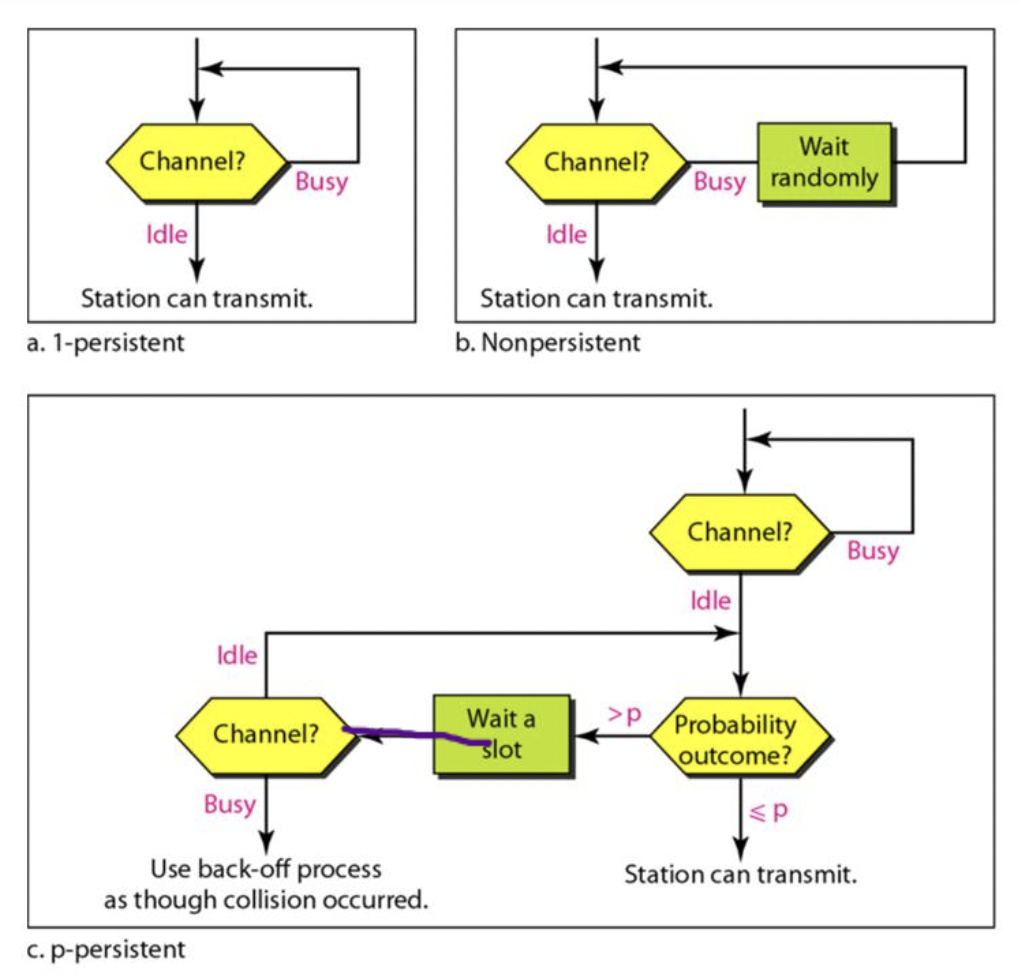 Channel?
Busy
Idle
Station can transmit.
a. 1-persistent
Channel?
Busy
Wait
randomly
Idle
Station can transmit.
b. Nonpersistent
Channel?
Busy
Idle
Idle
Channel?
Wait a
slot
>p
Probability
outcome?
Busy
⩽ p
Use back-off process
as though collision occurred.
Station can transmit.
c. p-persistent